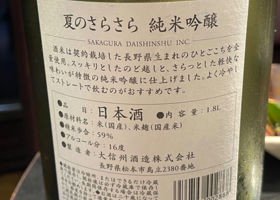 夏のさらさら 純米吟醸
SAKAGURA DAISHINSHU INC.
酒米は契約栽培した長野県生まれのひとごこちを全
量使用。スッキリとしたのど越しと、さらっとした軽快な
味わいが特徴の純米吟醸に仕上げました。よく冷やし
てストレートで飲むのがお勧めです。
●品目:日本酒 ●内容量:1.8L
●原材料名:米(国産)、米麹(国産米)
●精米歩合:59%
●アルコール分:16度
●製造者:大信州酒造株式会社
長野県松本市島立2380番地